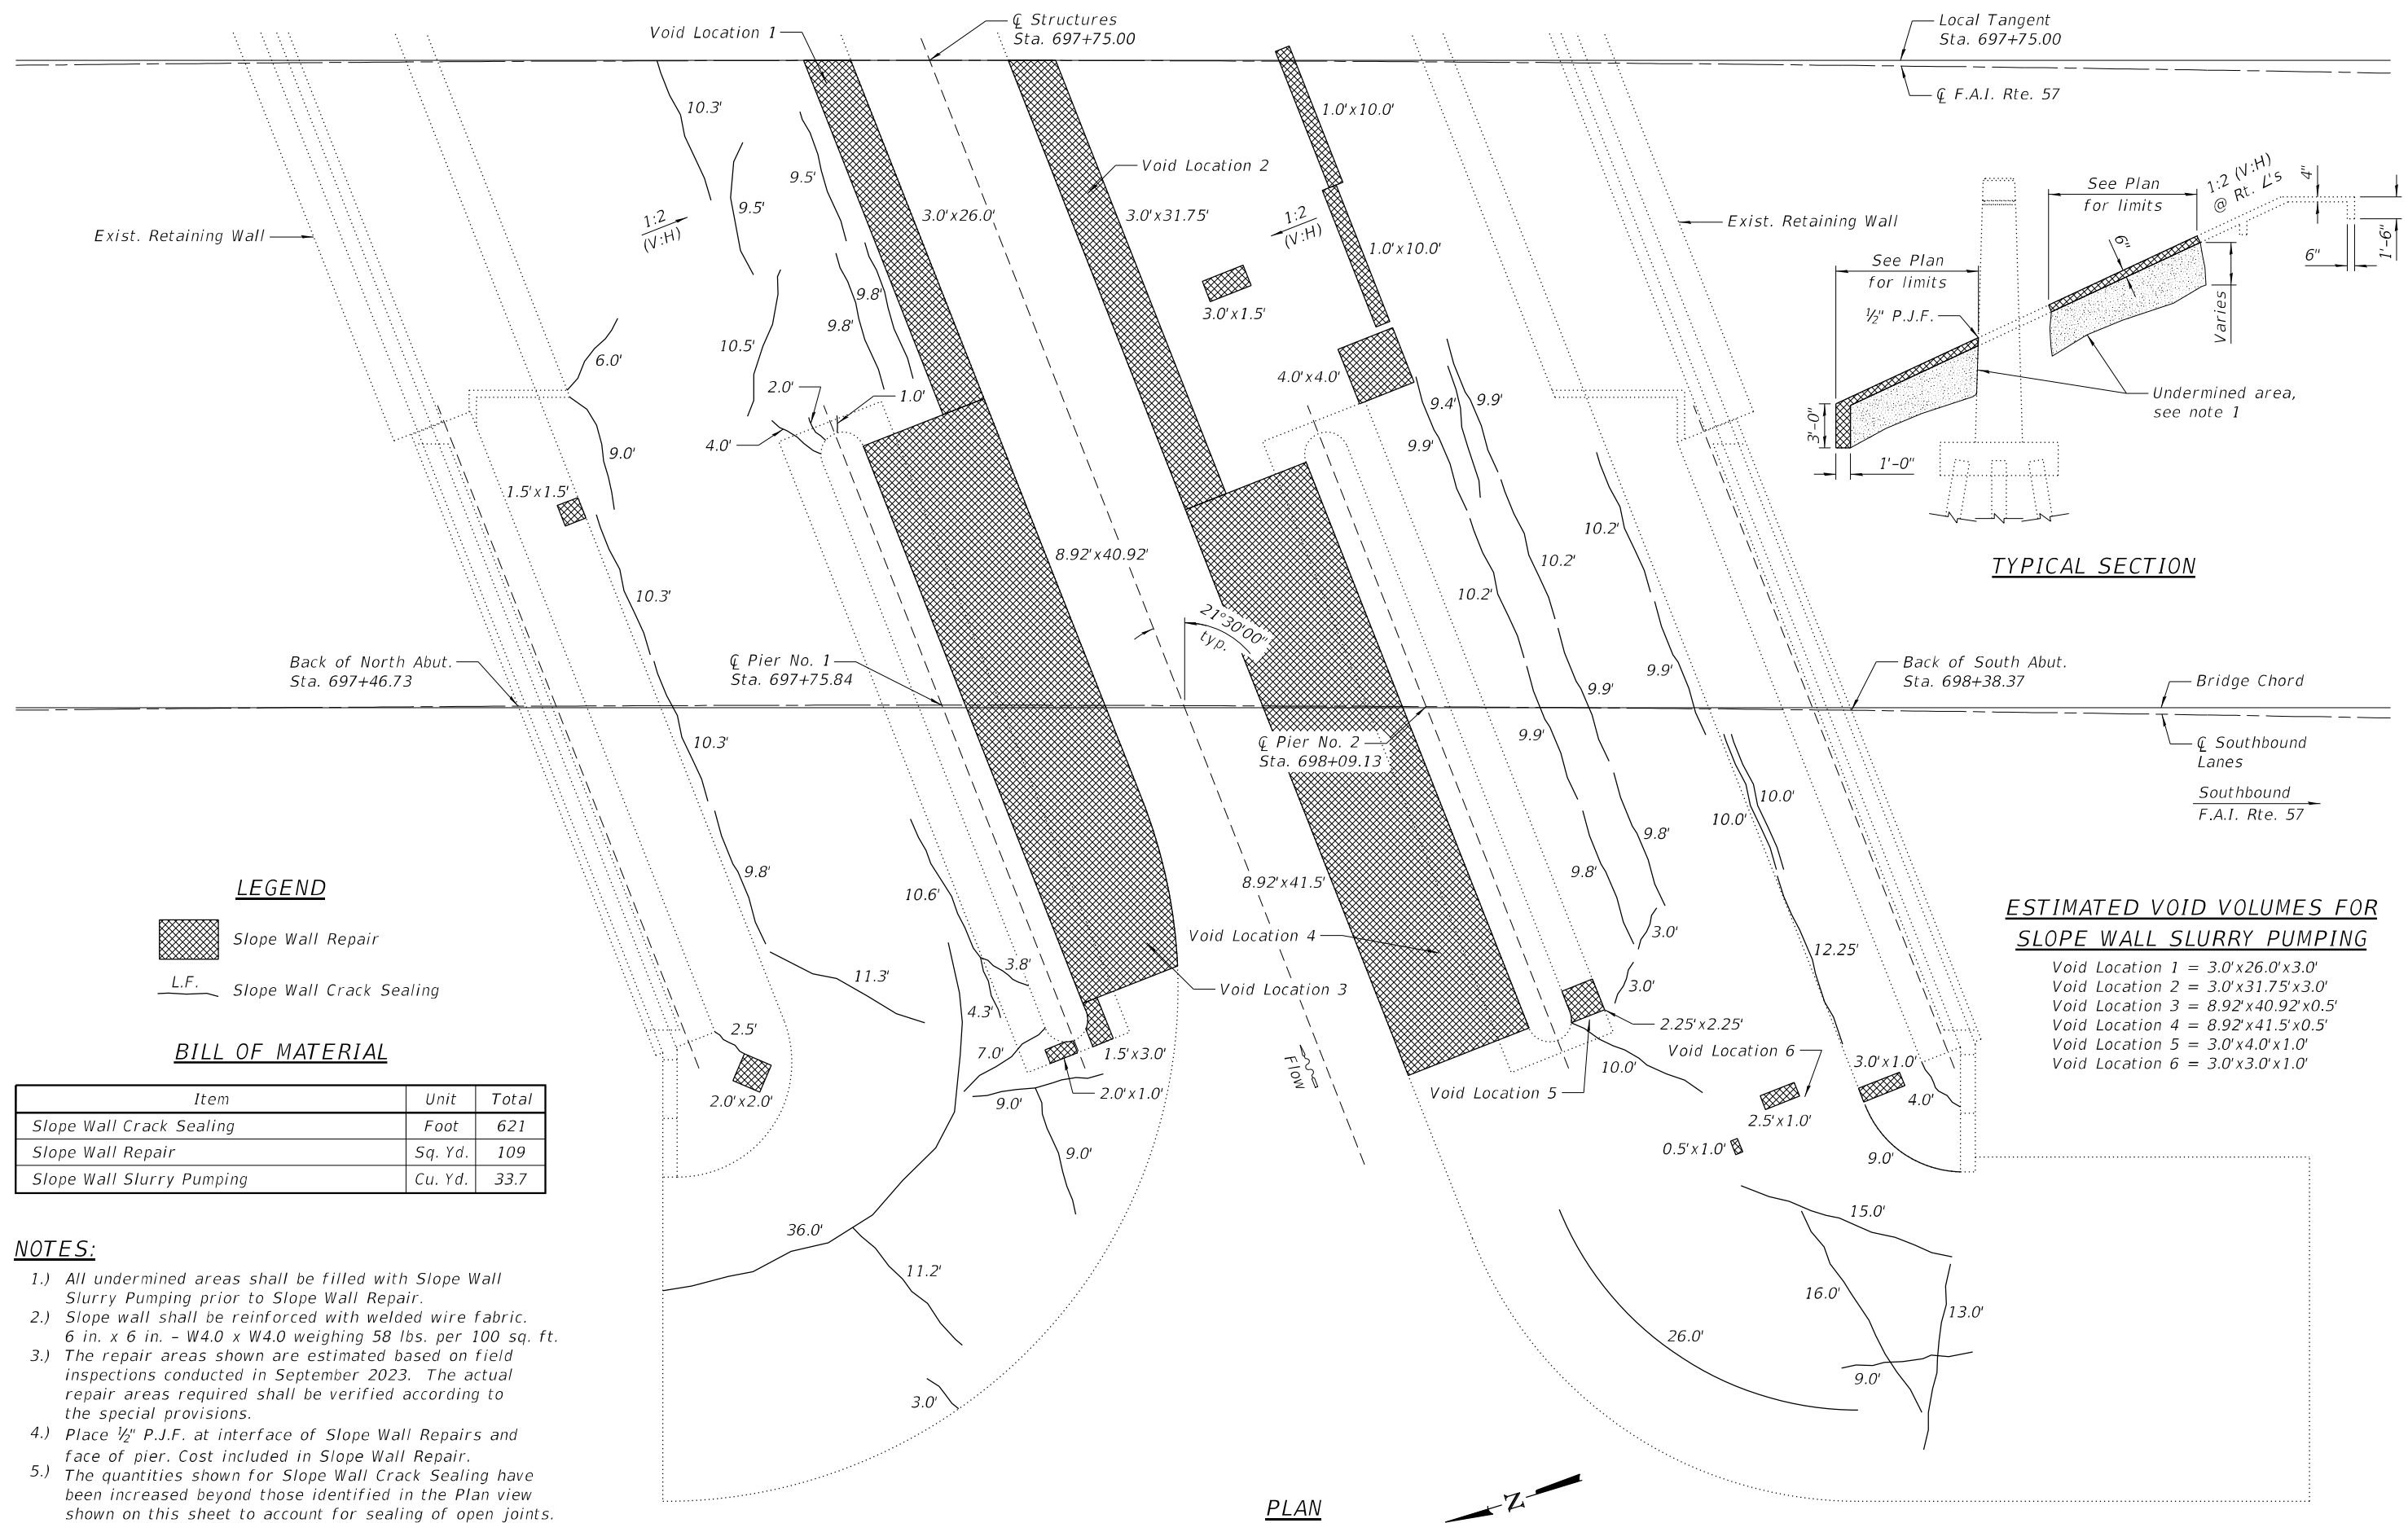 Void Location 1
℄ Structures
Sta. 697+75.00
Local Tangent
Sta. 697+75.00
℄ F.A.I. Rte. 57
10.3'
9.5'
9.5'
1:2
(V:H)
3.0'x26.0'
Void Location 2
3.0'x31.75'
1.0'x10.0'
1:2
(V:H)
1.0'x10.0'
3.0'x1.5'
Exist. Retaining Wall
Exist. Retaining Wall
9.8'
9.8'
10.5'
6.0'
2.0'
1.0'
4.0'
4.0'x4.0'
9.4'
9.9'
9.9'
9.0'
1.5'x1.5'
10.3'
8.92'x40.92'
10.2'
10.2'
10.2'
21°30'00"
typ.
Back of North Abut.
Sta. 697+46.73
℄ Pier No. 1
Sta. 697+75.84
9.9'
9.9'
9.9'
Back of South Abut.
Sta. 698+38.37
Bridge Chord
℄ Southbound
Lanes
Southbound
F.A.I. Rte. 57
10.3'
℄ Pier No. 2
Sta. 698+09.13
10.0'
10.0'
9.8'
9.8'
9.8'
10.6'
8.92'x41.5'
Void Location 4
3.0'
12.25'
11.3'
3.8'
Void Location 3
4.3'
3.0'
2.25'x2.25'
2.5'
7.0'
1.5'x3.0'
Flow
Void Location 6
3.0'x1.0'
10.0'
2.0'x2.0'
9.0'
2.0'x1.0'
Void Location 5
2.5'x1.0'
4.0'
9.0'
0.5'x1.0'
9.0'
36.0'
15.0'
11.2'
16.0'
13.0'
26.0'
9.0'
3.0'
See Plan
for limits
1:2 (V:H)
@ Rt. ∠'s
4"
6"
6"
1'-6"
See Plan
for limits
½" P.J.F.
Varies
Undermined area,
see note 1
3'-0"
1'-0"
TYPICAL SECTION
LEGEND
Slope Wall Repair
L.F.
Slope Wall Crack Sealing
BILL OF MATERIAL
Item Unit Total
Slope Wall Crack Sealing Foot 621
Slope Wall Repair Sq. Yd. 109
Slope Wall Slurry Pumping Cu. Yd. 33.7
ESTIMATED VOID VOLUMES FOR
SLOPE WALL SLURRY PUMPING
Void Location 1 = 3.0'x26.0'x3.0'
Void Location 2 = 3.0'x31.75'x3.0'
Void Location 3 = 8.92'x40.92'x0.5'
Void Location 4 = 8.92'x41.5'x0.5'
Void Location 5 = 3.0'x4.0'x1.0'
Void Location 6 = 3.0'x3.0'x1.0'
NOTES:
1.) All undermined areas shall be filled with Slope Wall
Slurry Pumping prior to Slope Wall Repair.
2.) Slope wall shall be reinforced with welded wire fabric.
6 in. x 6 in. - W4.0 x W4.0 weighing 58 lbs. per 100 sq. ft.
3.) The repair areas shown are estimated based on field
inspections conducted in September 2023. The actual
repair areas required shall be verified according to
the special provisions.
4.) Place ½" P.J.F. at interface of Slope Wall Repairs and
face of pier. Cost included in Slope Wall Repair.
5.) The quantities shown for Slope Wall Crack Sealing have
been increased beyond those identified in the Plan view
shown on this sheet to account for sealing of open joints.
PLAN
N